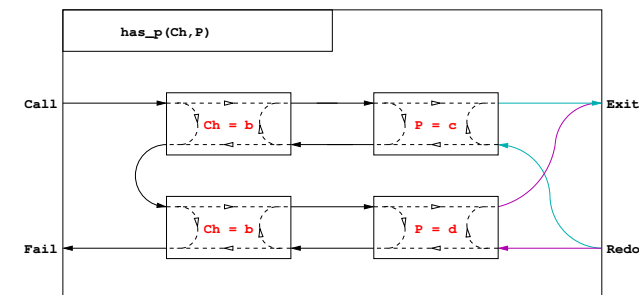 has_p(Ch,P)
Call
Exit
Ch = b
P = c
Ch = b
P = d
Fail
Redo